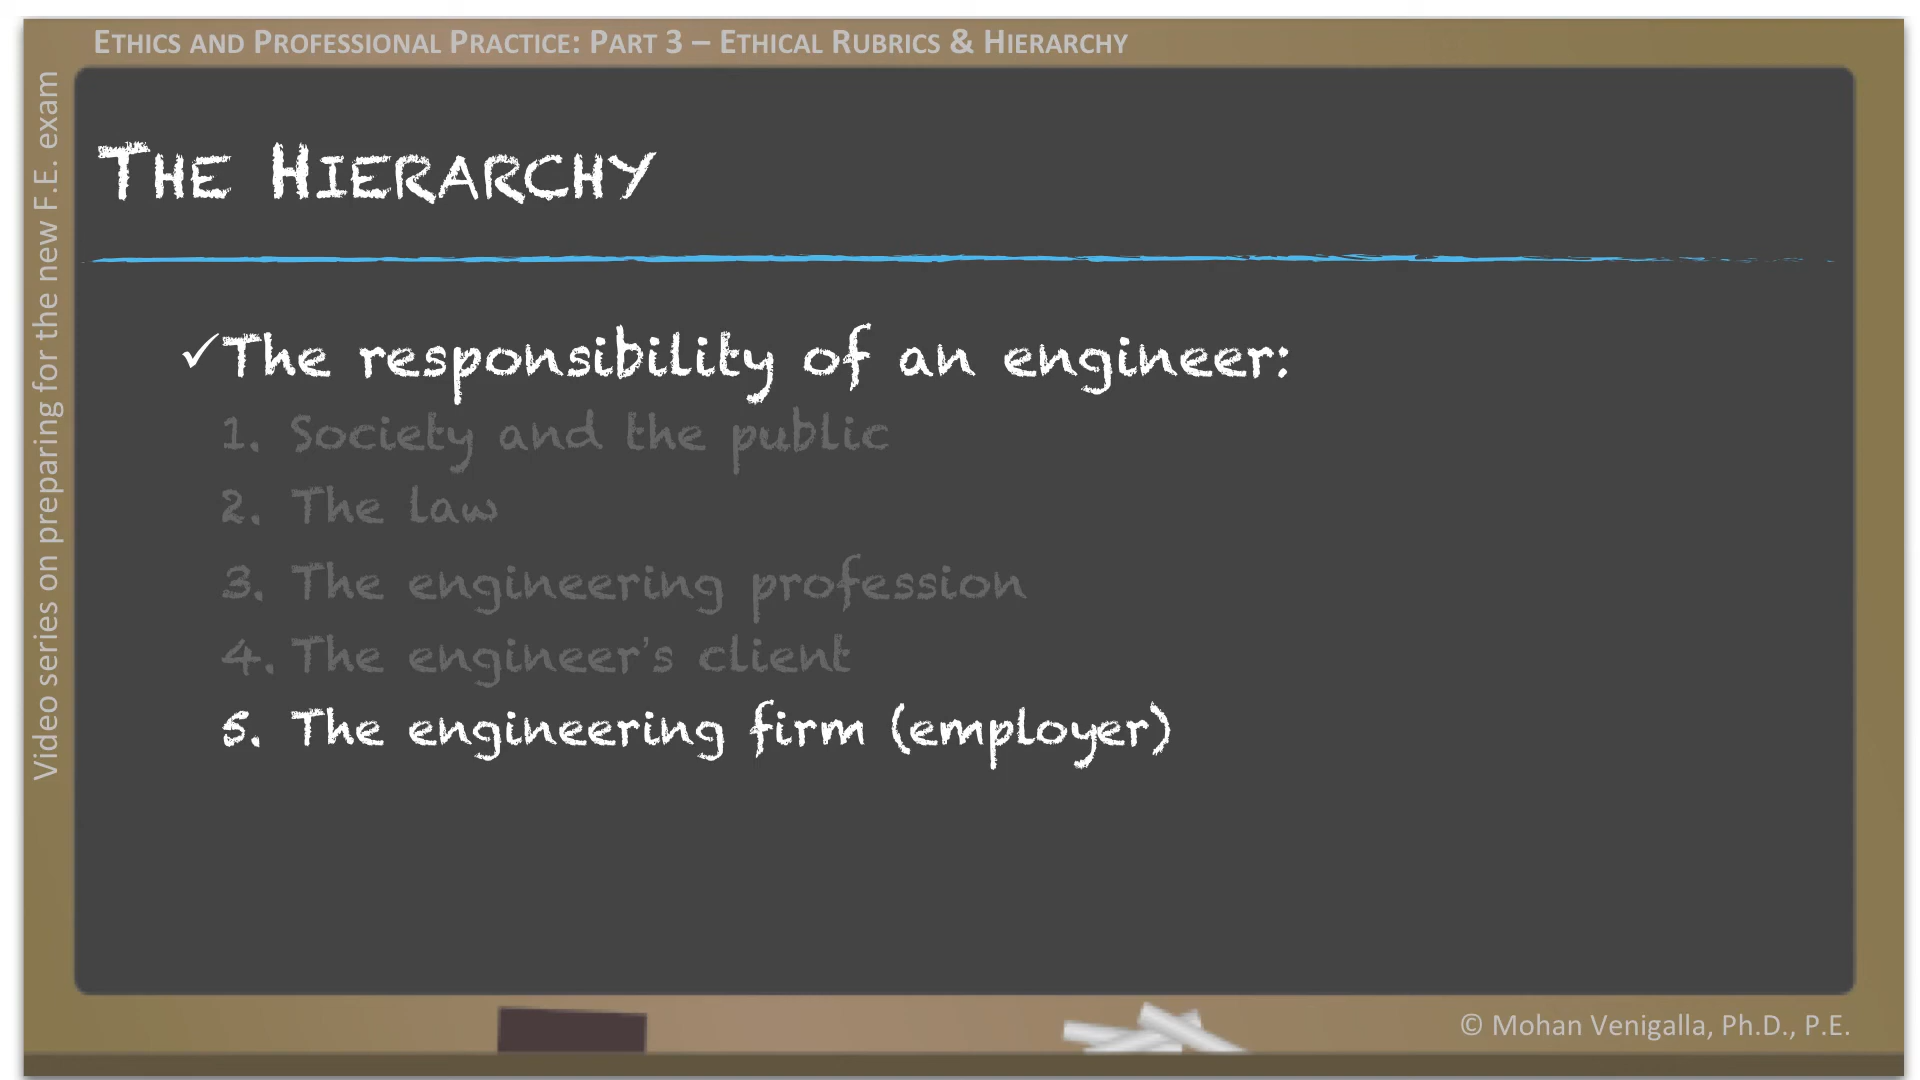 Ethics and Professional Practice: Part 3 – Ethical Rubrics & Hierarchy
Video series on preparing for the new F.E. exam
The Hierarchy
✓The responsibility of an engineer:
1. Society and the public
2. The law
3. The engineering profession
4. The engineer's client
5. The engineering firm (employer)
© Mohan Venigalla, Ph.D., P.E.